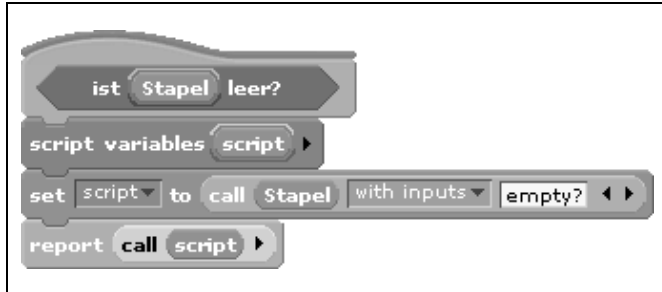 ist Stapel leer?
script variables script
set script to call Stapel with inputs empty?
report call script